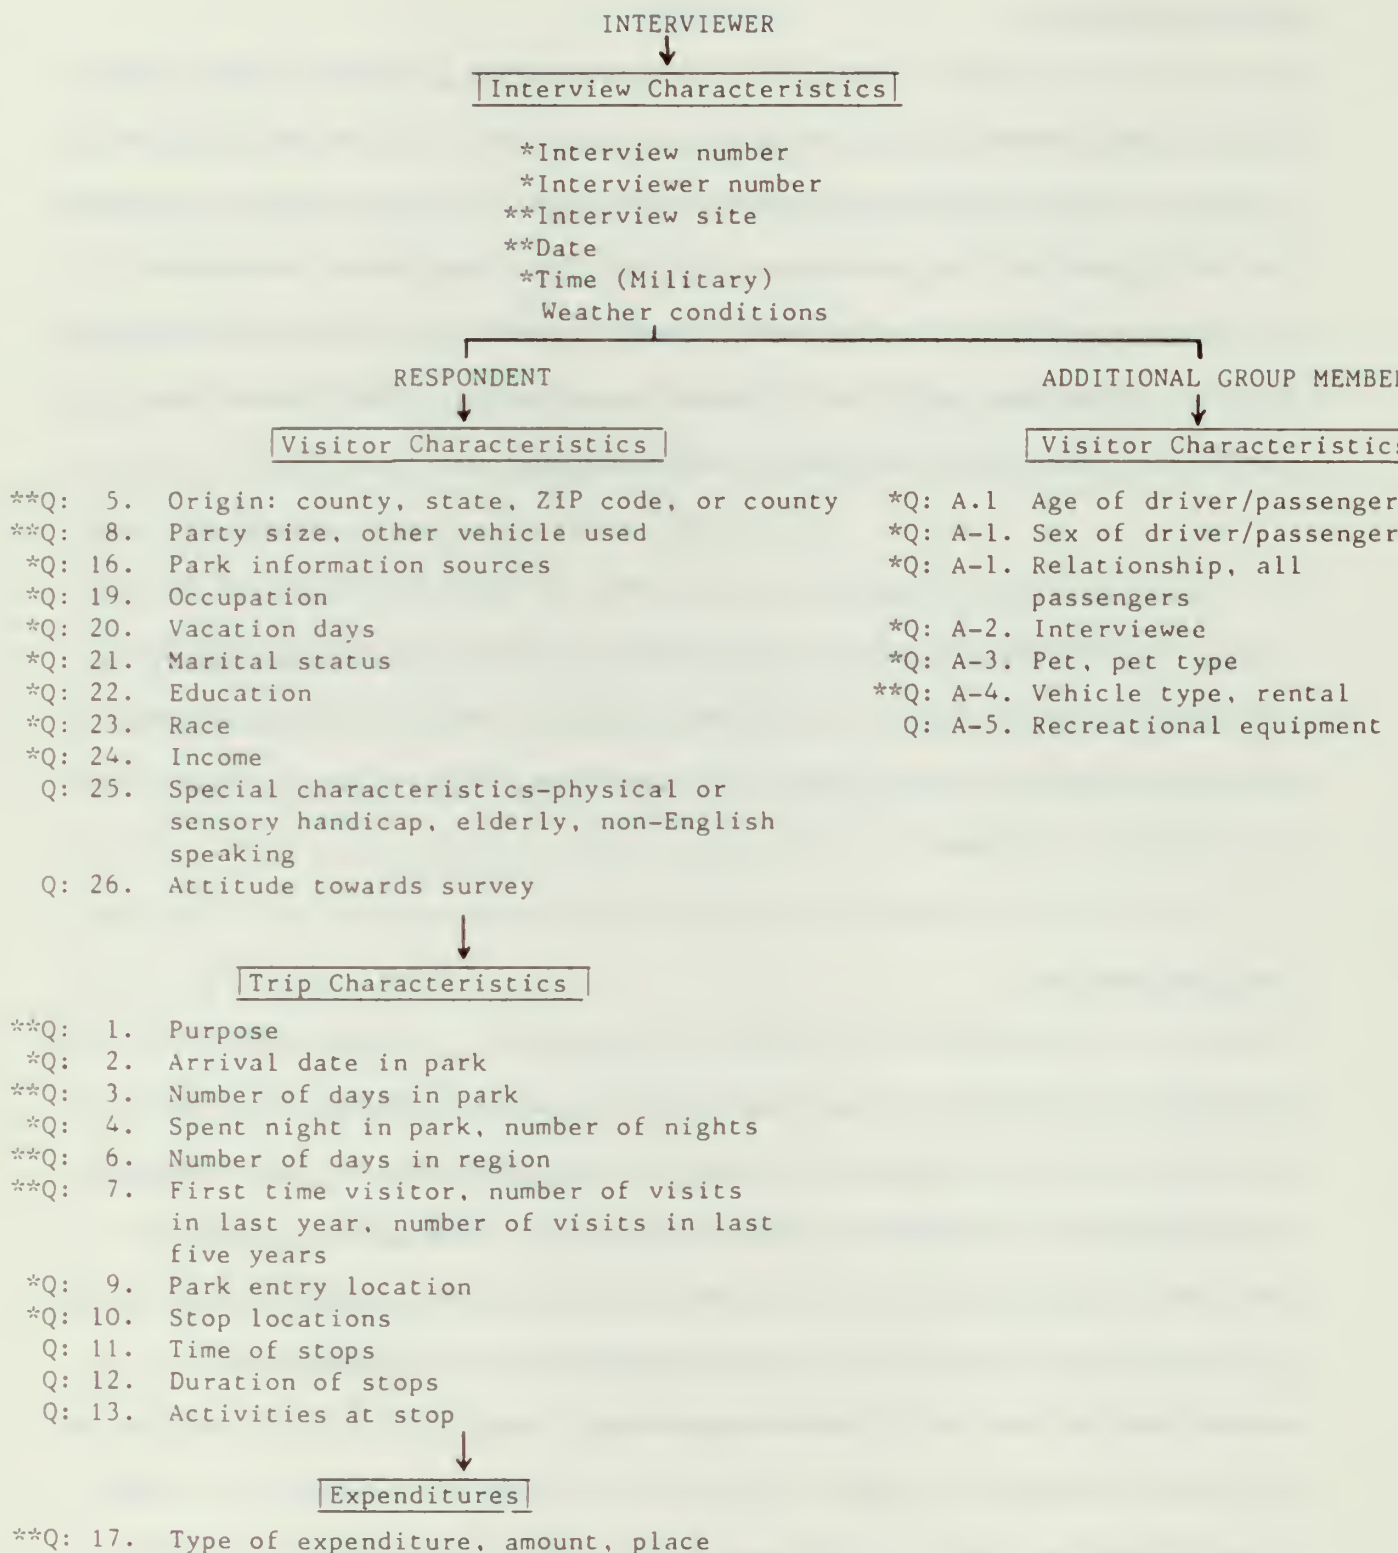 INTERVIEWER
Interview Characteristics
*Interview number
*Interviewer number
**Interview site
**Date
*Time (Military)
Weather conditions
RESPONDENT
Visitor Characteristics
**Q: 5. Origin: county, state, ZIP code, or county
**Q: 8. Party size, other vehicle used
*Q: 16. Park information sources
*Q: 19. Occupation
*Q: 20. Vacation days
*Q: 21. Marital status
*Q: 22. Education
*Q: 23. Race
*Q: 24. Income
Q: 25. Special characteristics-physical or
sensory handicap, elderly, non-English
speaking
Q: 26. Attitude towards survey
Trip Characteristics
**Q: 1. Purpose
*Q: 2. Arrival date in park
**Q: 3. Number of days in park
*Q: 4. Spent night in park, number of nights
**Q: 6. Number of days in region
**Q: 7. First time visitor, number of visits
in last year, number of visits in last
five years
*Q: 9. Park entry location
*Q: 10. Stop locations
Q: 11. Time of stops
Q: 12. Duration of stops
Q: 13. Activities at stop
Expenditures
**Q: 17. Type of expenditure, amount, place
ADDITIONAL GROUP
Visitor Characteristics
*Q: A.1 Age of driver/passenger
*Q: A-1. Sex of driver/passenger
*Q: A-1. Relationship, all
passengers
*Q: A-2. Interviewee
*Q: A-3. Pet, pet type
**Q: A-4. Vehicle type, rental
Q: A-5. Recreational equipment